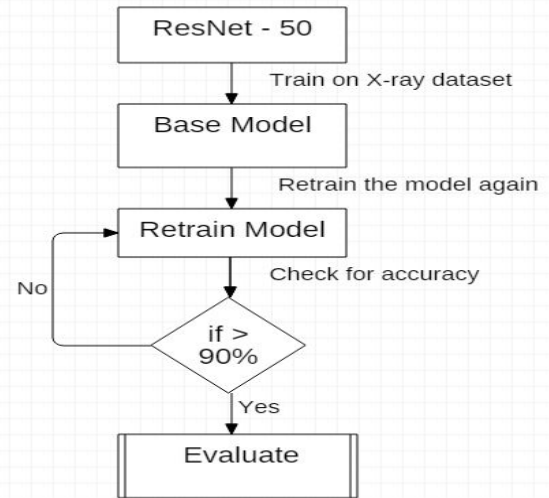 ResNet - 50
Train on X-ray dataset
Base Model
Retrain the model again
Retrain Model
Check for accuracy
No
if >
90%
Yes
Evaluate